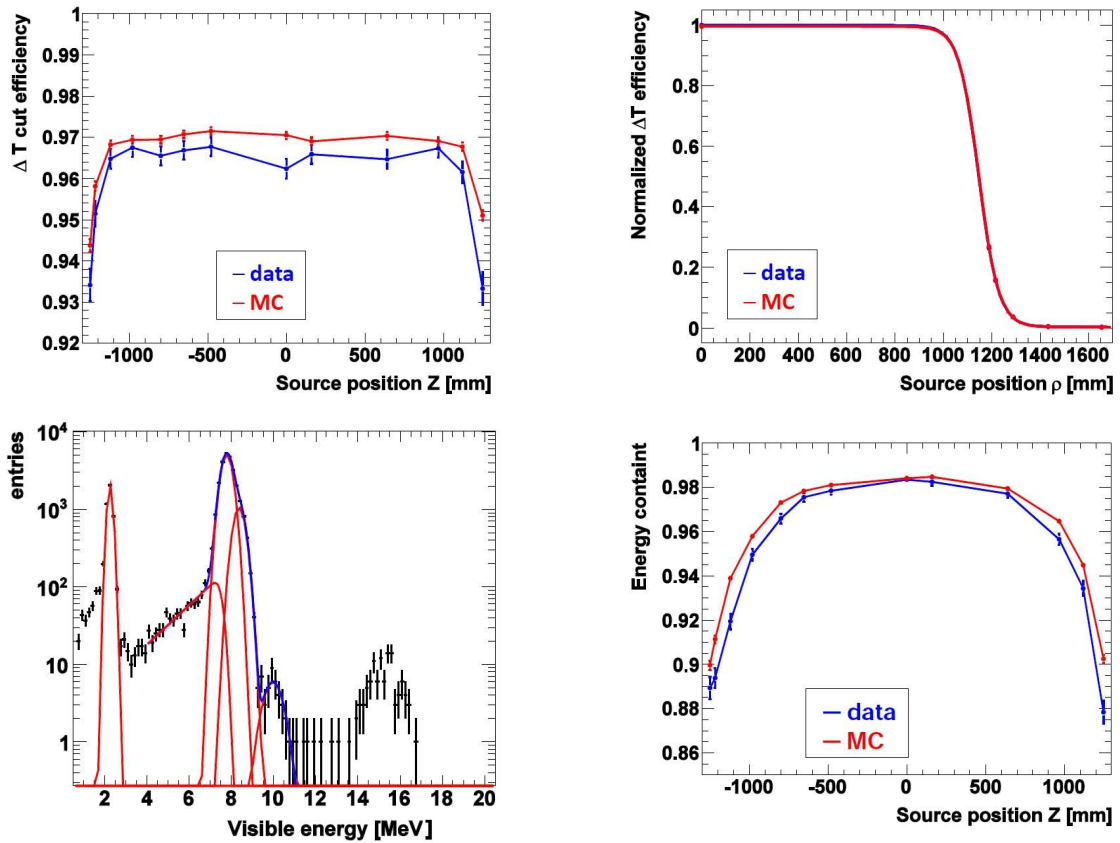 Δ T cut efficiency
1
0.99
0.98
0.97
0.96
0.95
0.94
0.93
0.92
data
MC
-1000 -500 0 500 1000
Source position Z [mm]
Normalized ΔT efficiency
1
0.8
0.6
0.4
0.2
0
data
MC
0 200 400 600 800 1000 1200 1400 1600
Source position ρ [mm]
entries
10⁴
10³
10²
10
1
2 4 6 8 10 12 14 16 18 20
Visible energy [MeV]
Energy containt
1
0.98
0.96
0.94
0.92
0.9
0.88
0.86
data
MC
-1000 -500 0 500 1000
Source position Z [mm]